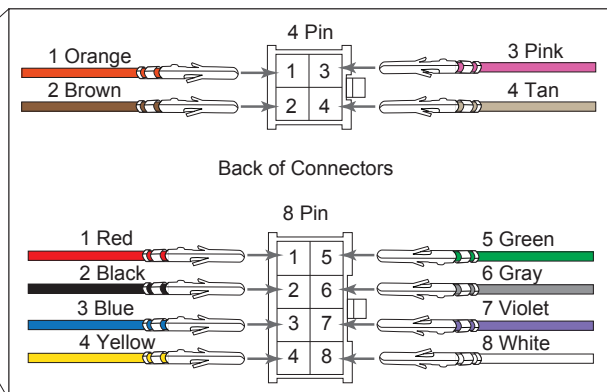 4 Pin
1 Orange
1 3
3 Pink
2 Brown
2 4
4 Tan
Back of Connectors
8 Pin
1 Red
1 5
5 Green
2 Black
2 6
6 Gray
3 Blue
3 7
7 Violet
4 Yellow
4 8
8 White